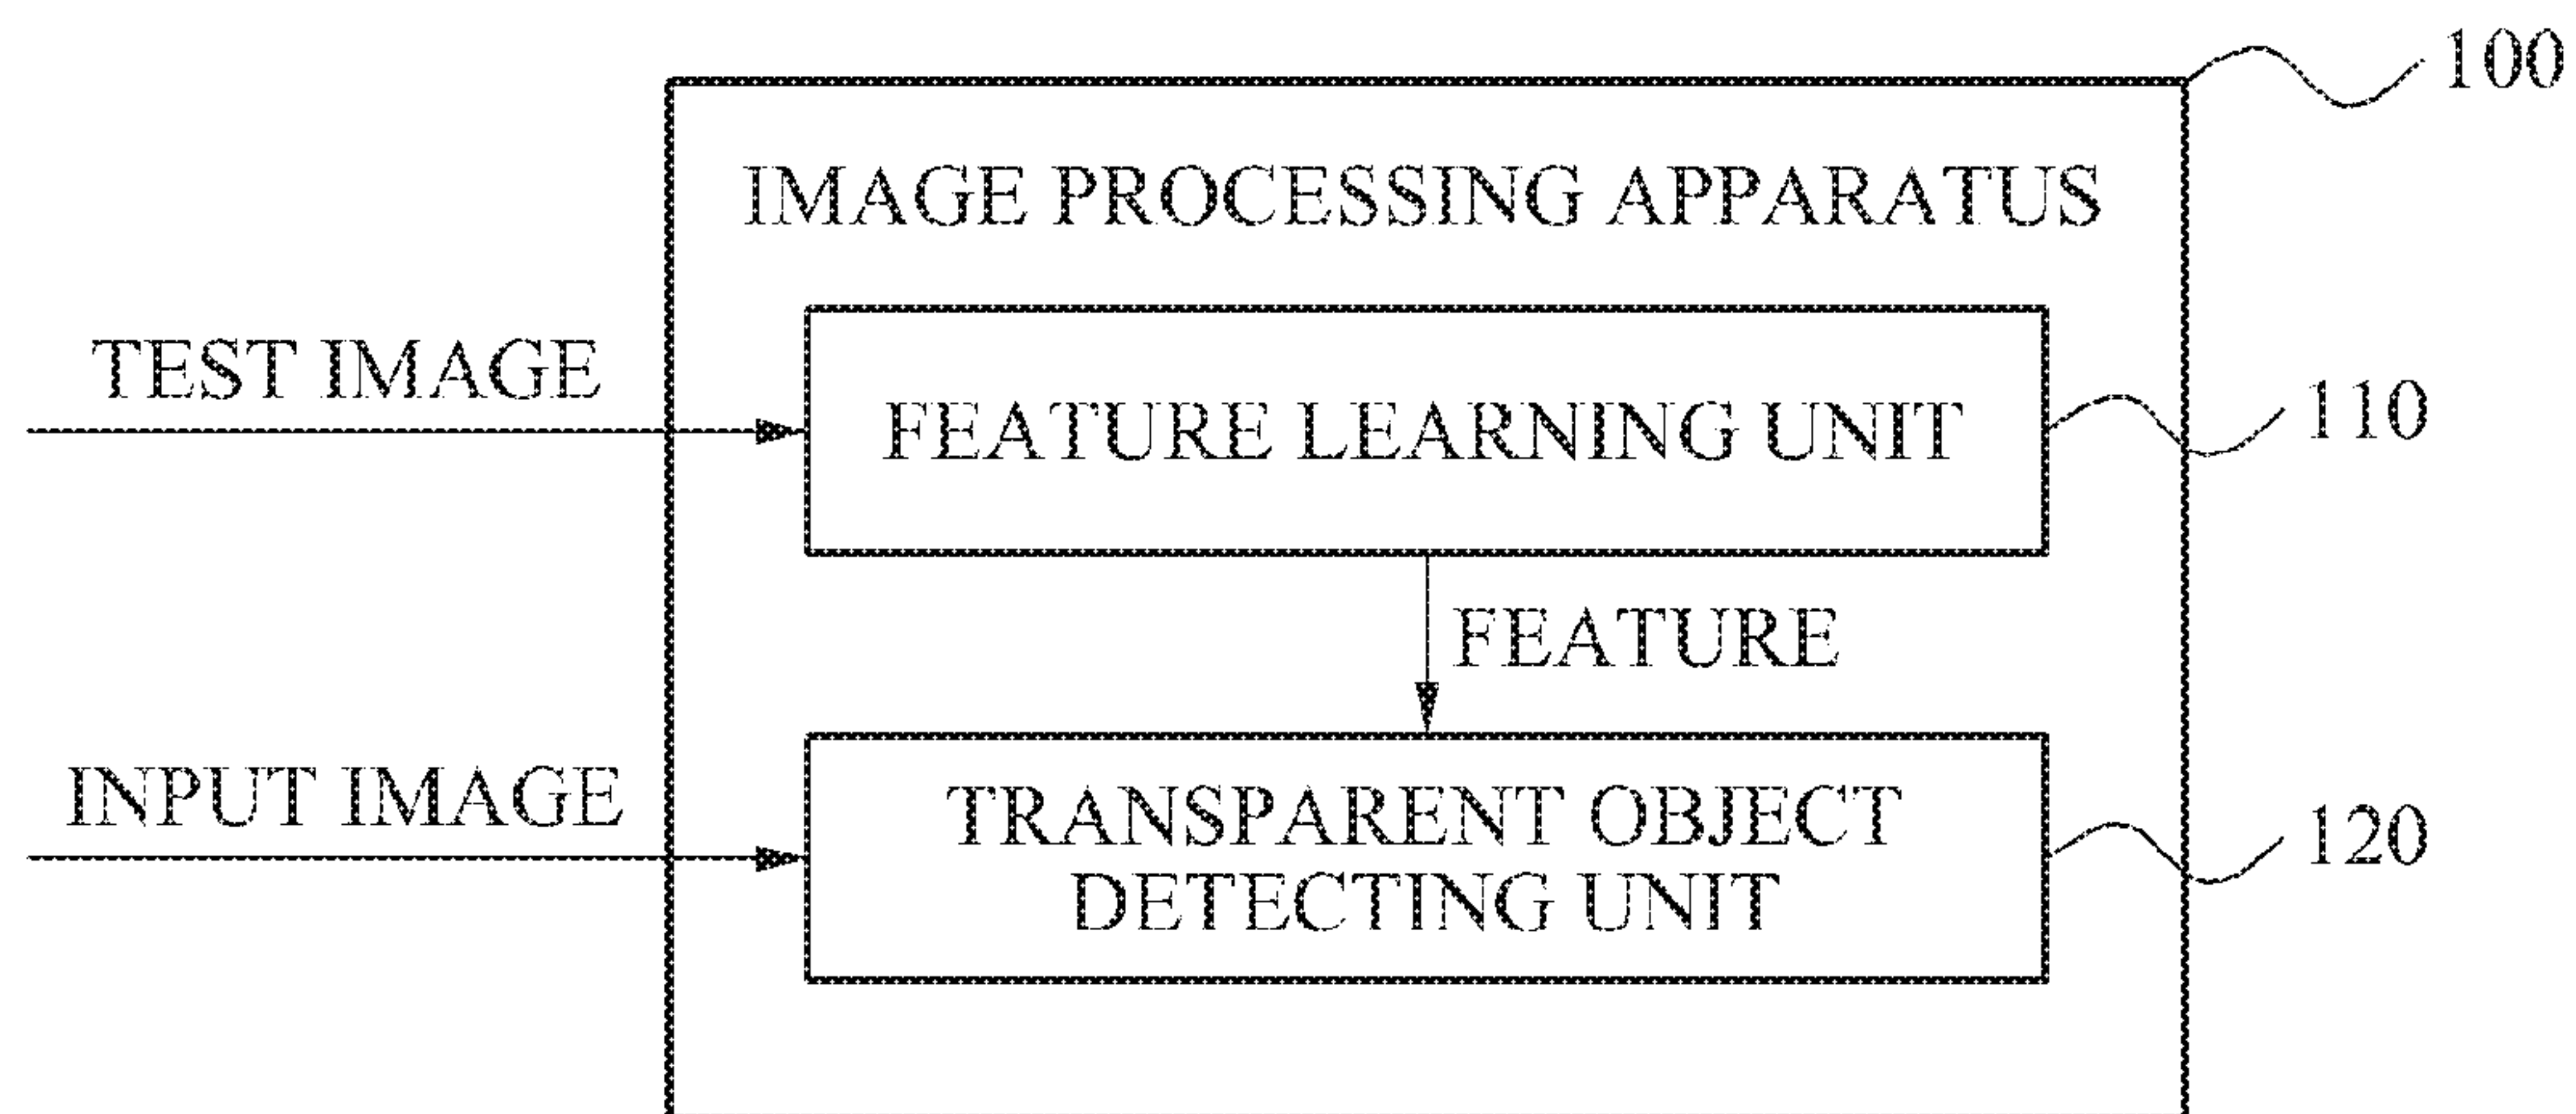 100
IMAGE PROCESSING APPARATUS
TEST IMAGE
FEATURE LEARNING UNIT
110
FEATURE
INPUT IMAGE
TRANSPARENT OBJECT
DETECTING UNIT
120